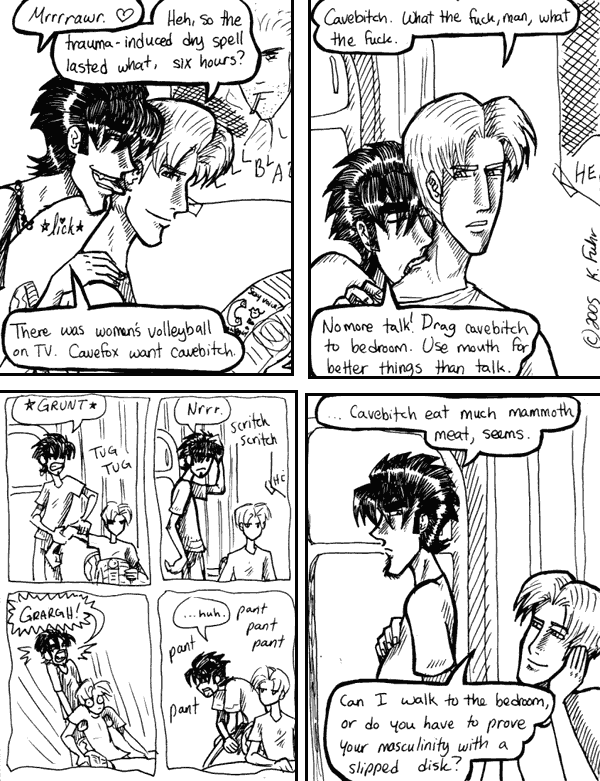 Mrrrrawr. ♡
Heh, so the
trauma-induced dry spell
lasted what, six hours?
*lick*
There was women's volleyball
on TV. Cavefox want cavebitch.
Cavebitch. What the fuck, man, what
the fuck.
HE
No more talk! Drag cavebitch
to bedroom. Use mouth for
better things than talk.
©2005 K. Fuhr
*GRUNT*
TUG
TUG
Nrrr.
scritch
scritch
GRARGH!
...huh.
pant
pant
pant
pant
pant
... Cavebitch eat much mammoth
meat, seems.
Can I walk to the bedroom,
or do you have to prove
your masculinity with a
slipped disk?